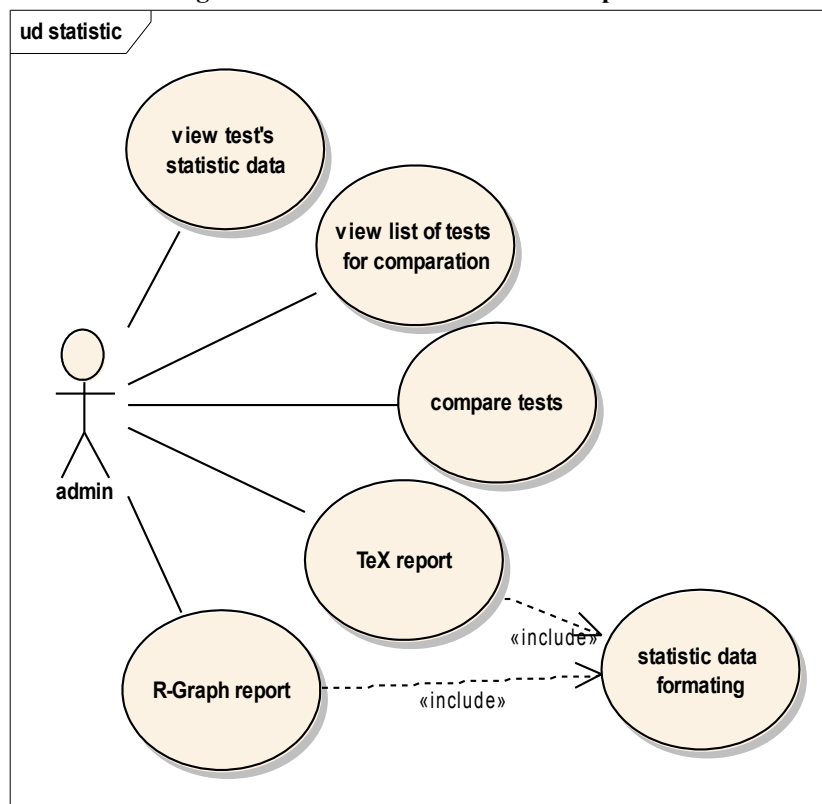 ud statistic
view test's
statistic data
view list of tests
for comparation
compare tests
admin
TeX report
«include»
statistic data
formating
R-Graph report
«include»